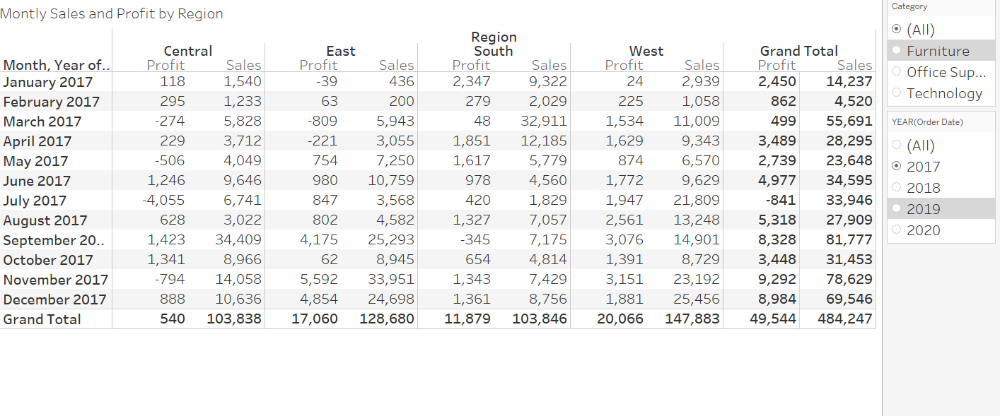 Montly Sales and Profit by Region
Region
Central East South West Grand Total
Month, Year of.. Profit Sales Profit Sales Profit Sales Profit Sales Profit Sales
January 2017 118 1,540 -39 436 2,347 9,322 24 2,939 2,450 14,237
February 2017 295 1,233 63 200 279 2,029 225 1,058 862 4,520
March 2017 -274 5,828 -809 5,943 48 32,911 1,534 11,009 499 55,691
April 2017 229 3,712 -221 3,055 1,851 12,185 1,629 9,343 3,489 28,295
May 2017 -506 4,049 754 7,250 1,617 5,779 874 6,570 2,739 23,648
June 2017 1,246 9,646 980 10,759 978 4,560 1,772 9,629 4,977 34,595
July 2017 -4,055 6,741 847 3,568 420 1,829 1,947 21,809 -841 33,946
August 2017 628 3,022 802 4,582 1,327 7,057 2,561 13,248 5,318 27,909
September 20.. 1,423 34,409 4,175 25,293 -345 7,175 3,076 14,901 8,328 81,777
October 2017 1,341 8,966 62 8,945 654 4,814 1,391 8,729 3,448 31,453
November 2017 -794 14,058 5,592 33,951 1,343 7,429 3,151 23,192 9,292 78,629
December 2017 888 10,636 4,854 24,698 1,361 8,756 1,881 25,456 8,984 69,546
Grand Total 540 103,838 17,060 128,680 11,879 103,846 20,066 147,883 49,544 484,247
Category
(All)
Furniture
Office Sup...
Technology
YEAR(Order Date)
(All)
2017
2018
2019
2020